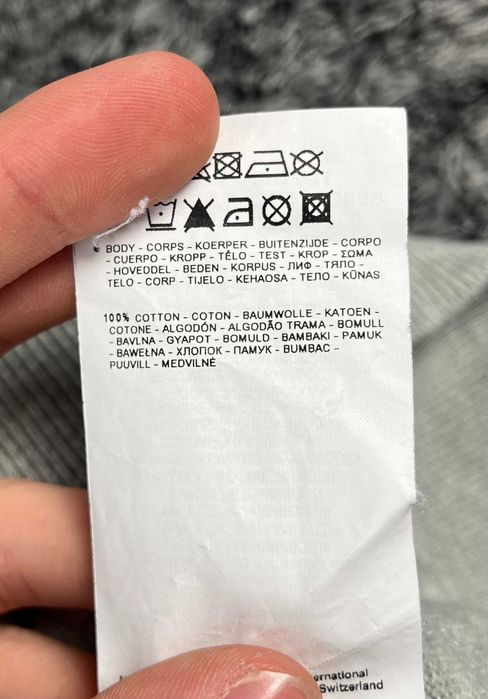 BODY - CORPS - KOERPER - BUITENZIJDE - CORPO
- CUERPO - KROPP - TĚLO - TEST - KROP - ΣΩΜΑ
- HOVEDDEL - BEDEN - KORPUS - ЛИФ - ТЯЛО -
TELO - CORP - TIJELO - КЕНАОSА - ТЕЛО - KŪNAS
100% COTTON - COTON - BAUMWOLLE - KATOEN -
COTONE - ALGODÓN - ALGODÃO TRAMA - BOMULL
- BAVLNA - GYAPOT - BOMULD - BAMBAKI - PAMUK
- BAWEŁNA - ХЛОПОК - ПАМУК - BUMBAC -
PUUVILL - MEDVILNĖ
ernational
Switzerland